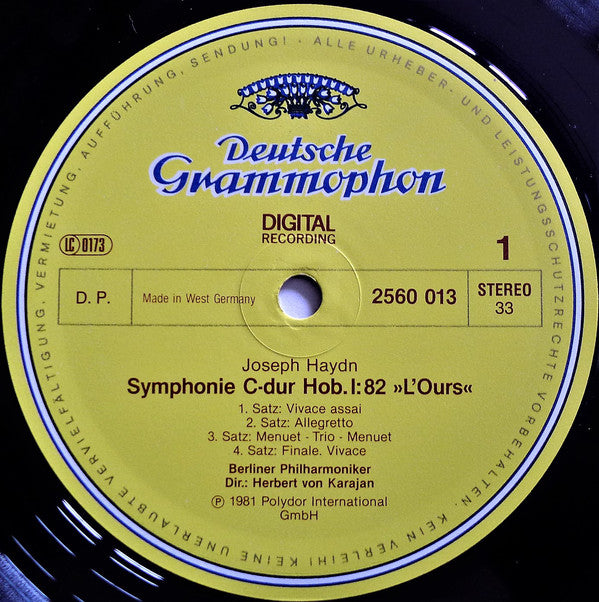 ALLE URHEBER- UND LEISTUNGSSCHUTZRECHTE VORBEHALTEN. KEIN VERLEIH! KEINE UNERLAUBTE VERVIELFÄLTIGUNG, VERMIETUNG, AUFFÜHRUNG, SENDUNG! ·
Deutsche
Grammophon
DIGITAL
RECORDING
LC 0173
1
D. P.
Made in West Germany
2560 013
STEREO
33
Joseph Haydn
Symphonie C-dur Hob. I: 82 »L'Ours«
1. Satz: Vivace assai
2. Satz: Allegretto
3. Satz: Menuet - Trio - Menuet
4. Satz: Finale. Vivace
Berliner Philharmoniker
Dir.: Herbert von Karajan
℗ 1981 Polydor International
GmbH